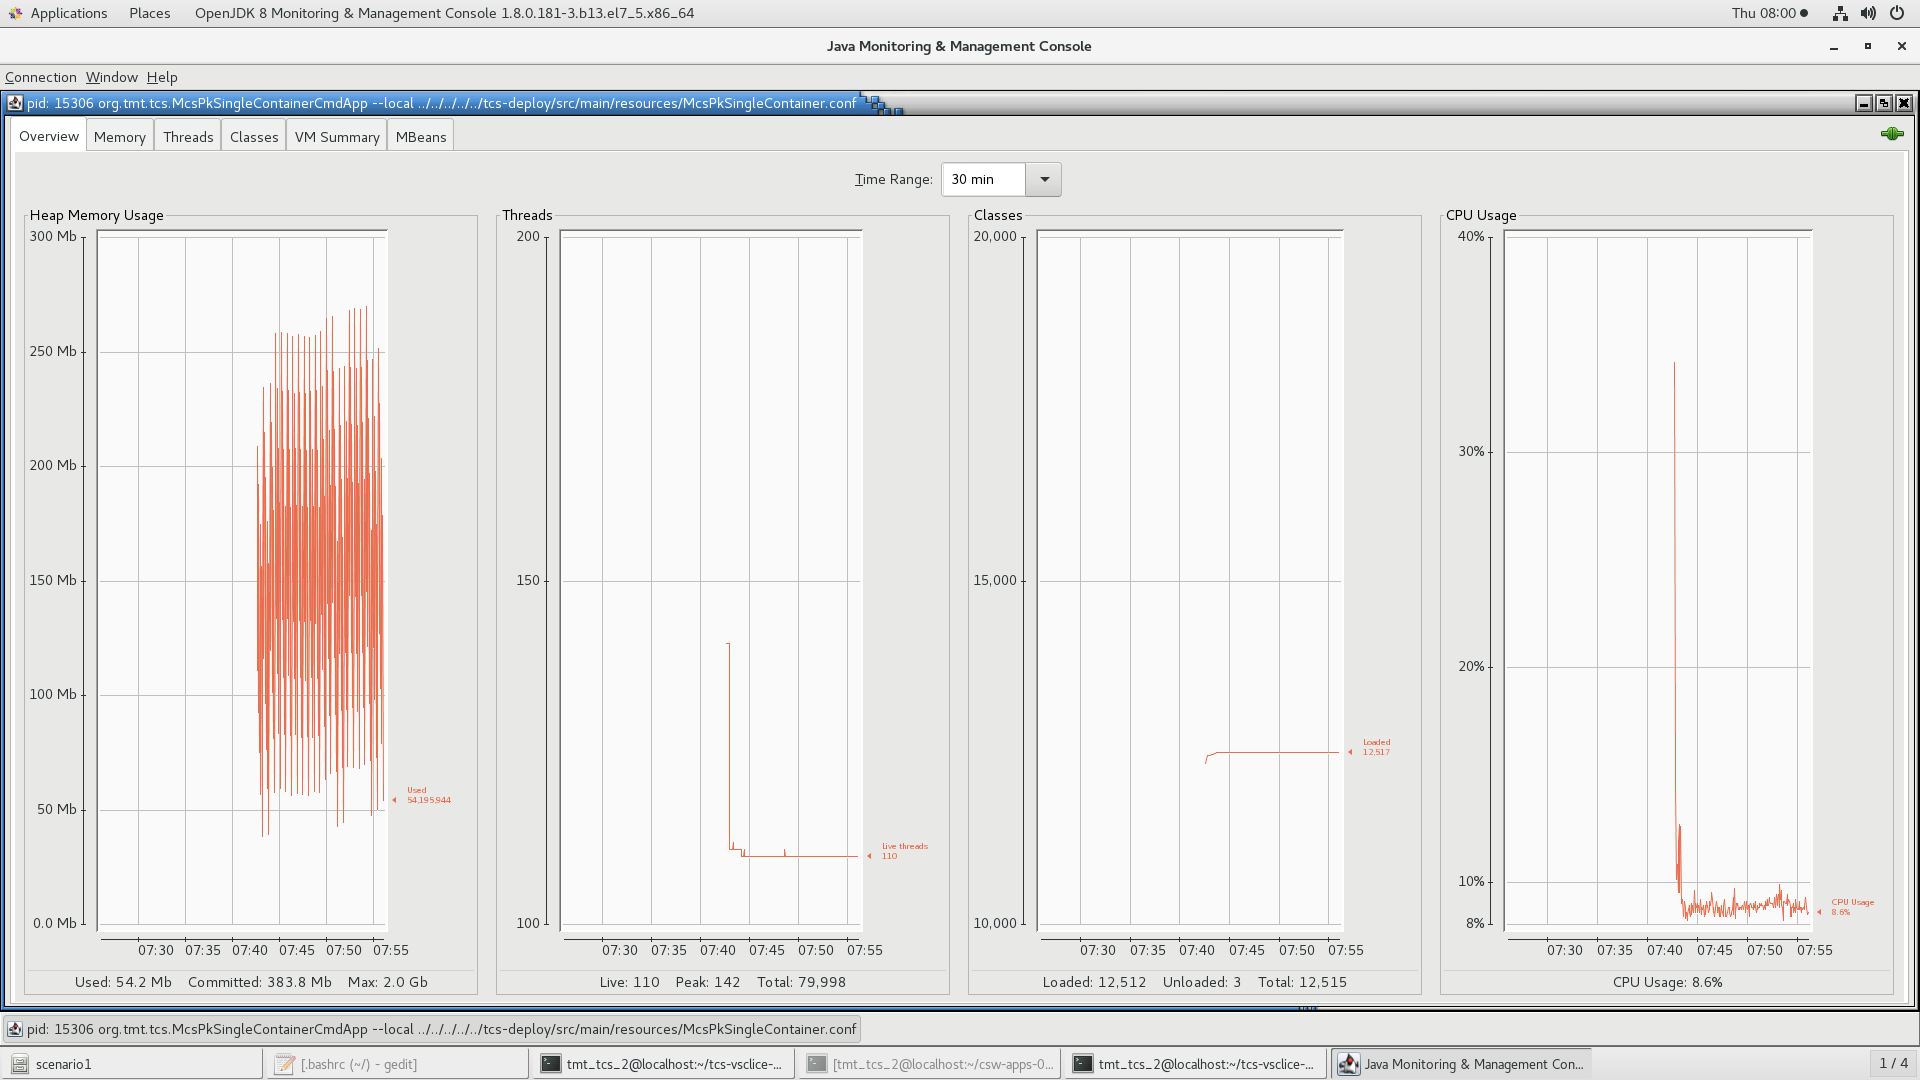 Applications Places OpenJDK 8 Monitoring & Management Console 1.8.0.181-3.b13.el7_5.x86_64 Thu 08:00
Java Monitoring & Management Console
Connection Window Help
pid: 15306 org.tmt.tcs.McsPkSingleContainerCmdApp --local ../../../../../tcs-deploy/src/main/resources/McsPkSingleContainer.conf
Overview Memory Threads Classes VM Summary MBeans
Time Range: 30 min
Heap Memory Usage
300 Mb
250 Mb
200 Mb
150 Mb
100 Mb
50 Mb
0.0 Mb
Used
54,195,944
07:30 07:35 07:40 07:45 07:50 07:55
Used: 54.2 Mb Committed: 383.8 Mb Max: 2.0 Gb
Threads
200
150
100
Live threads
110
07:30 07:35 07:40 07:45 07:50 07:55
Live: 110 Peak: 142 Total: 79,998
Classes
20,000
15,000
10,000
Loaded
12,517
07:30 07:35 07:40 07:45 07:50 07:55
Loaded: 12,512 Unloaded: 3 Total: 12,515
CPU Usage
40%
30%
20%
10%
8%
CPU Usage
8.6%
07:30 07:35 07:40 07:45 07:50 07:55
CPU Usage: 8.6%
pid: 15306 org.tmt.tcs.McsPkSingleContainerCmdApp --local ../../../../../tcs-deploy/src/main/resources/McsPkSingleContainer.conf
scenario1 [.bashrc (~/) - gedit] tmt_tcs_2@localhost:~/tcs-vsclice-... [tmt_tcs_2@localhost:~/csw-apps-0... tmt_tcs_2@localhost:~/tcs-vsclice-... Java Monitoring & Management Con... 1 / 4